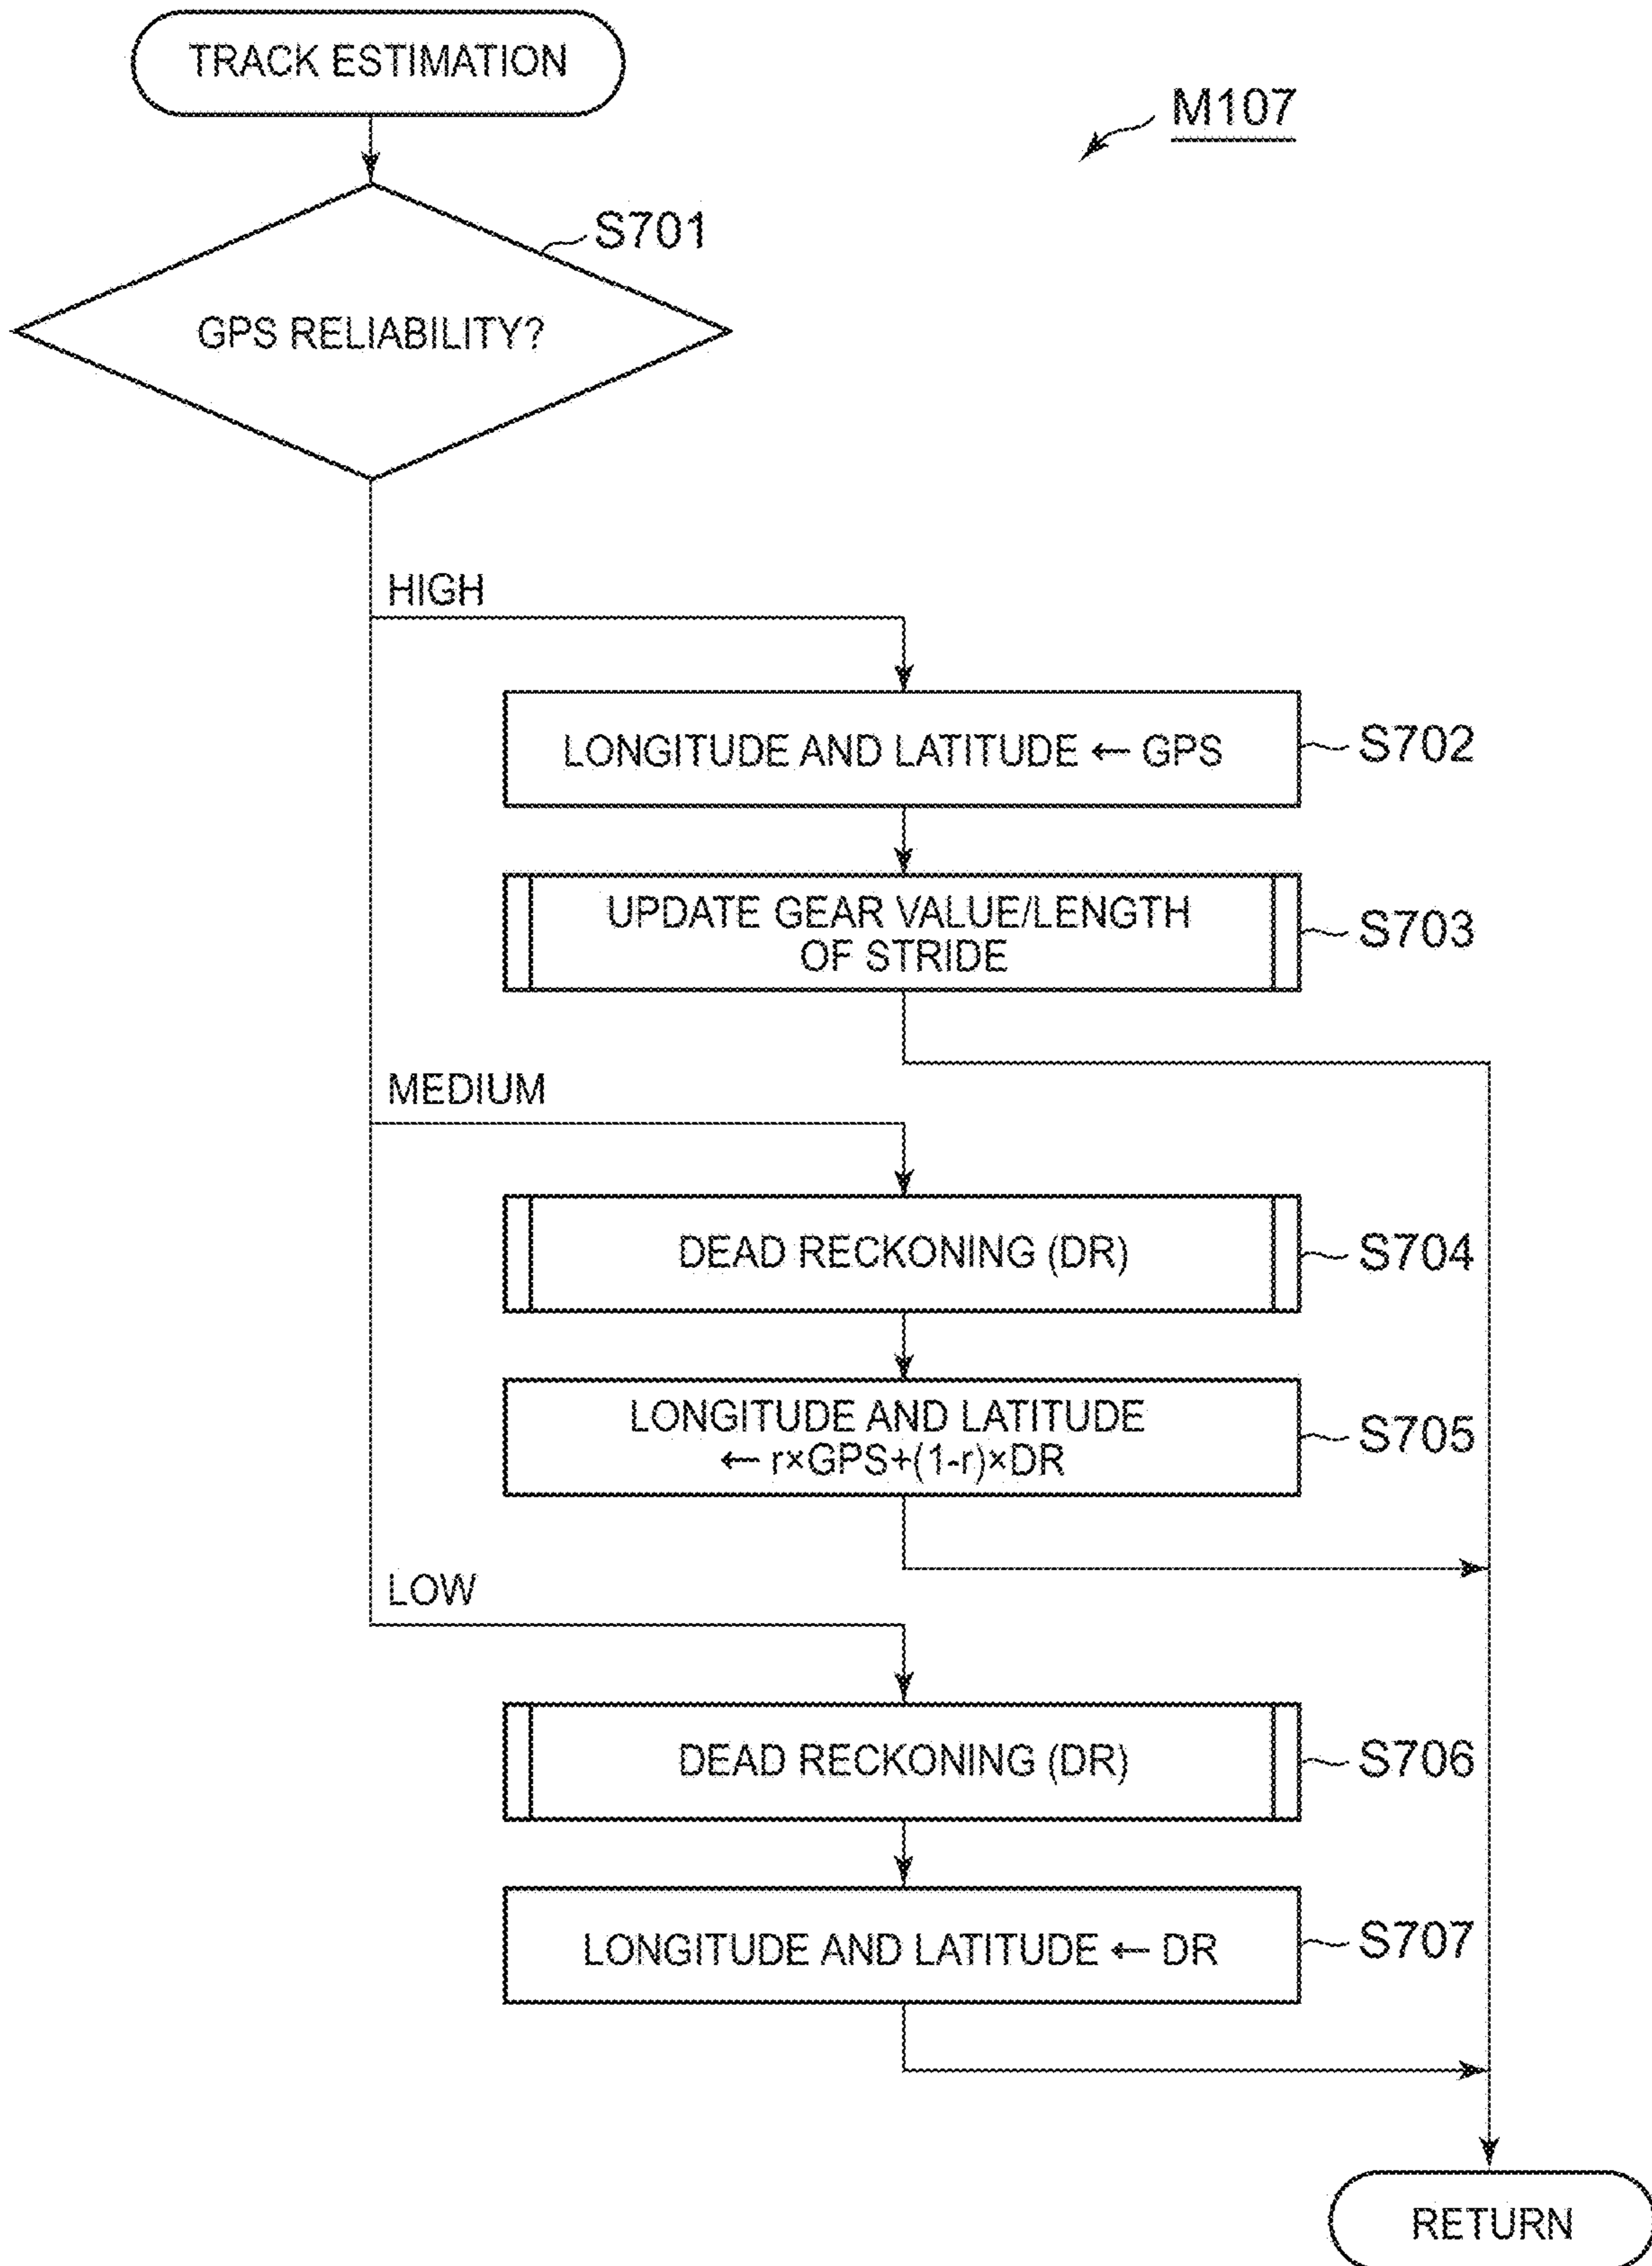 TRACK ESTIMATION
M107
S701
GPS RELIABILITY?
HIGH
LONGITUDE AND LATITUDE ← GPS
S702
UPDATE GEAR VALUE/LENGTH
OF STRIDE
S703
MEDIUM
DEAD RECKONING (DR)
S704
LONGITUDE AND LATITUDE
← r×GPS+(1-r)×DR
S705
LOW
DEAD RECKONING (DR)
S706
LONGITUDE AND LATITUDE ← DR
S707
RETURN